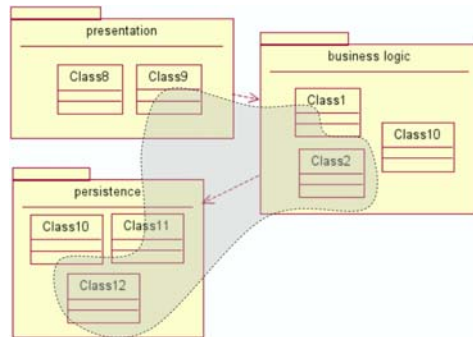 presentation
Class8
Class9
business logic
Class1
Class10
Class2
persistence
Class10
Class11
Class12